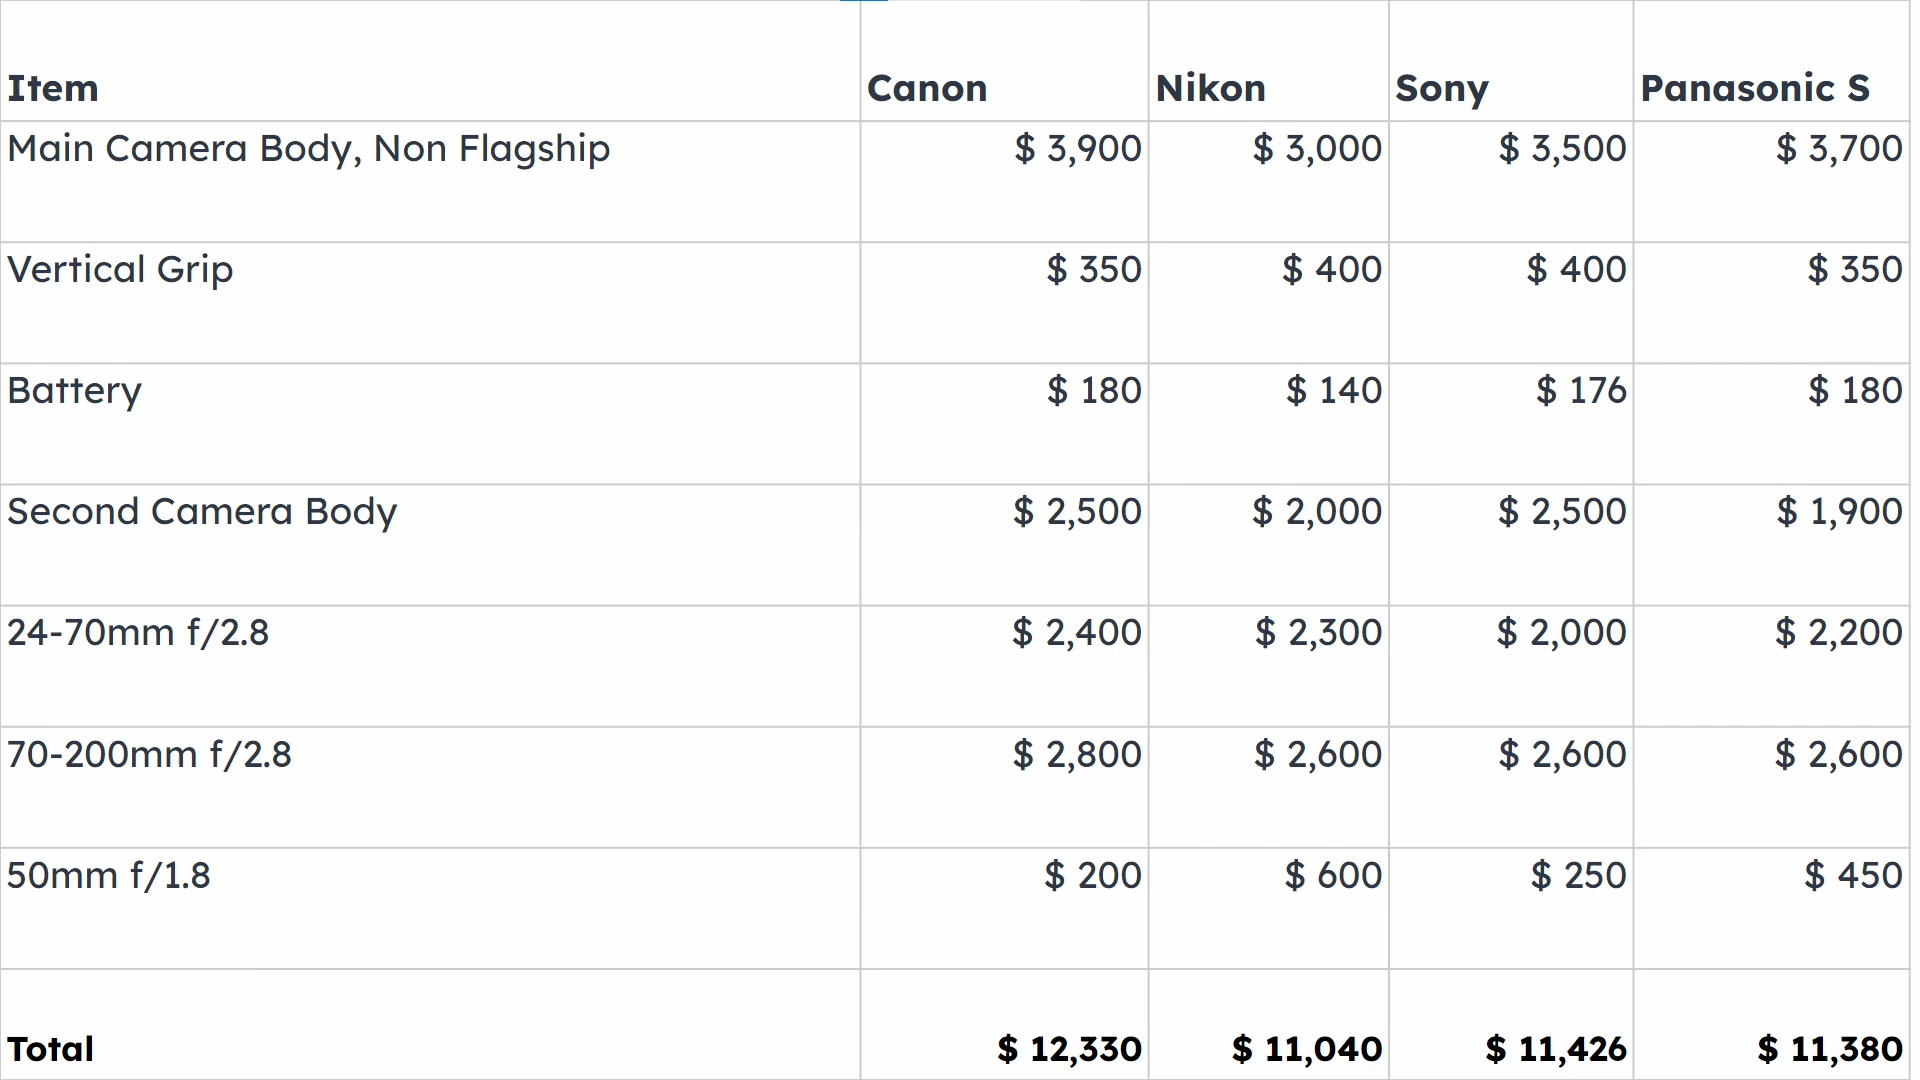 Item Canon Nikon Sony Panasonic S
Main Camera Body, Non Flagship $ 3,900 $ 3,000 $ 3,500 $ 3,700
Vertical Grip $ 350 $ 400 $ 400 $ 350
Battery $ 180 $ 140 $ 176 $ 180
Second Camera Body $ 2,500 $ 2,000 $ 2,500 $ 1,900
24-70mm f/2.8 $ 2,400 $ 2,300 $ 2,000 $ 2,200
70-200mm f/2.8 $ 2,800 $ 2,600 $ 2,600 $ 2,600
50mm f/1.8 $ 200 $ 600 $ 250 $ 450
Total $ 12,330 $ 11,040 $ 11,426 $ 11,380